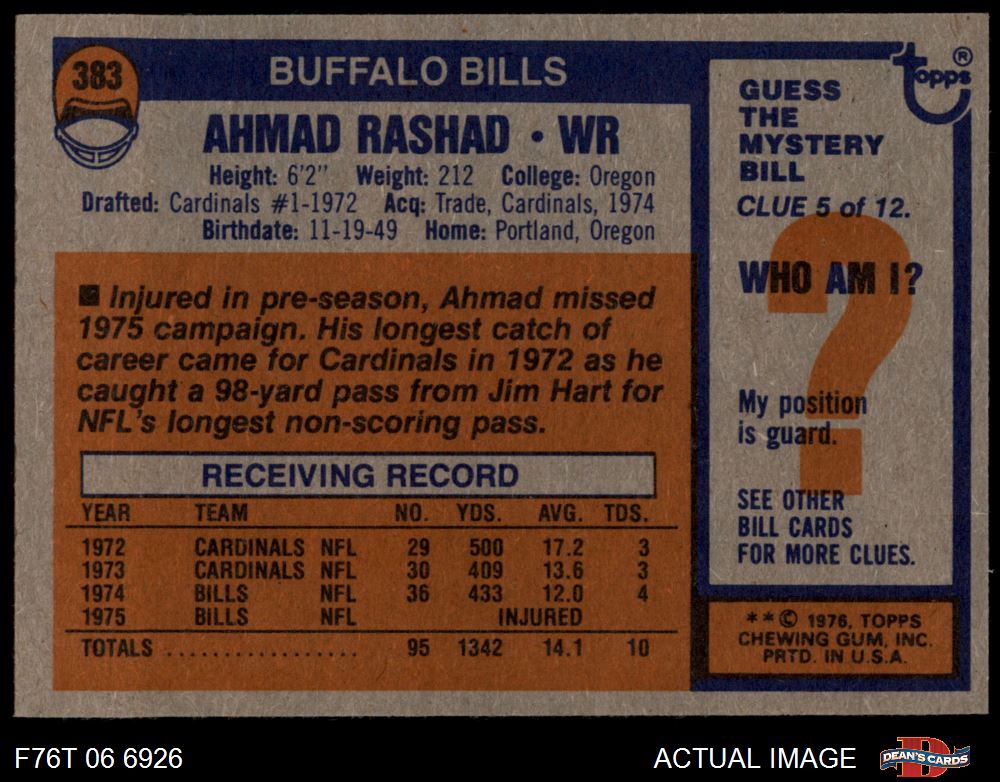 383
BUFFALO BILLS
AHMAD RASHAD • WR
Height: 6'2" Weight: 212 College: Oregon
Drafted: Cardinals #1-1972 Acq: Trade, Cardinals, 1974
Birthdate: 11-19-49 Home: Portland, Oregon
■ Injured in pre-season, Ahmad missed
1975 campaign. His longest catch of
career came for Cardinals in 1972 as he
caught a 98-yard pass from Jim Hart for
NFL's longest non-scoring pass.
RECEIVING RECORD
YEAR TEAM NO. YDS. AVG. TDS.
1972 CARDINALS NFL 29 500 17.2 3
1973 CARDINALS NFL 30 409 13.6 3
1974 BILLS NFL 36 433 12.0 4
1975 BILLS NFL INJURED
TOTALS ................. 95 1342 14.1 10
Topps ®
GUESS
THE
MYSTERY
BILL
CLUE 5 of 12.
WHO AM I?
?
My position
is guard.
SEE OTHER
BILL CARDS
FOR MORE CLUES.
**© 1976, TOPPS
CHEWING GUM, INC.
PRTD. IN U.S.A.
F76T 06 6926
ACTUAL IMAGE
DEAN'S CARDS